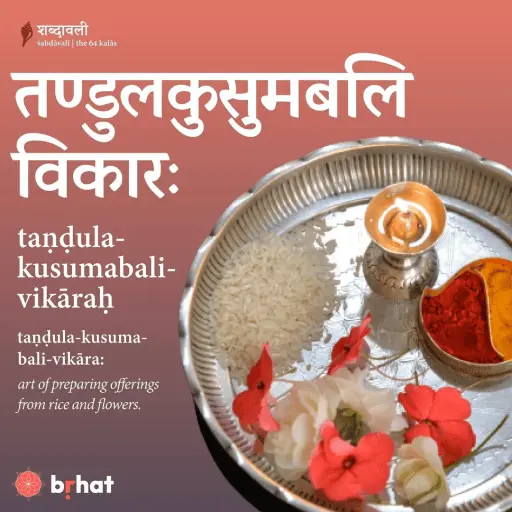 शब्दावली
śabdāvalī | the 64 kalās
तण्डुलकुसुमबलि
विकारः
taṇḍula-
kusumabali-
vikāraḥ
taṇḍula-kusuma-
bali-vikāra:
art of preparing offerings
from rice and flowers.
bṛhat